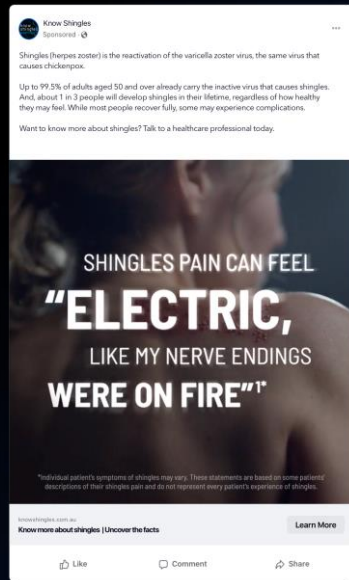 Know Shingles
Sponsored ·
Shingles (herpes zoster) is the reactivation of the varicella zoster virus, the same virus that
causes chickenpox.
Up to 99.5% of adults aged 50 and over already carry the inactive virus that causes shingles.
And, about 1 in 3 people will develop shingles in their lifetime, regardless of how healthy
they may feel. While most people recover fully, some may experience complications.
Want to know more about shingles? Talk to a healthcare professional today.
SHINGLES PAIN CAN FEEL
“ELECTRIC,
LIKE MY NERVE ENDINGS
WERE ON FIRE”1*
*Individual patient's symptoms of shingles may vary. These statements are based on some patients'
descriptions of their shingles pain and do not represent every patient's experience of shingles.
knowshingles.com.au
Know more about shingles | Uncover the facts
Learn More
Like
Comment
Share